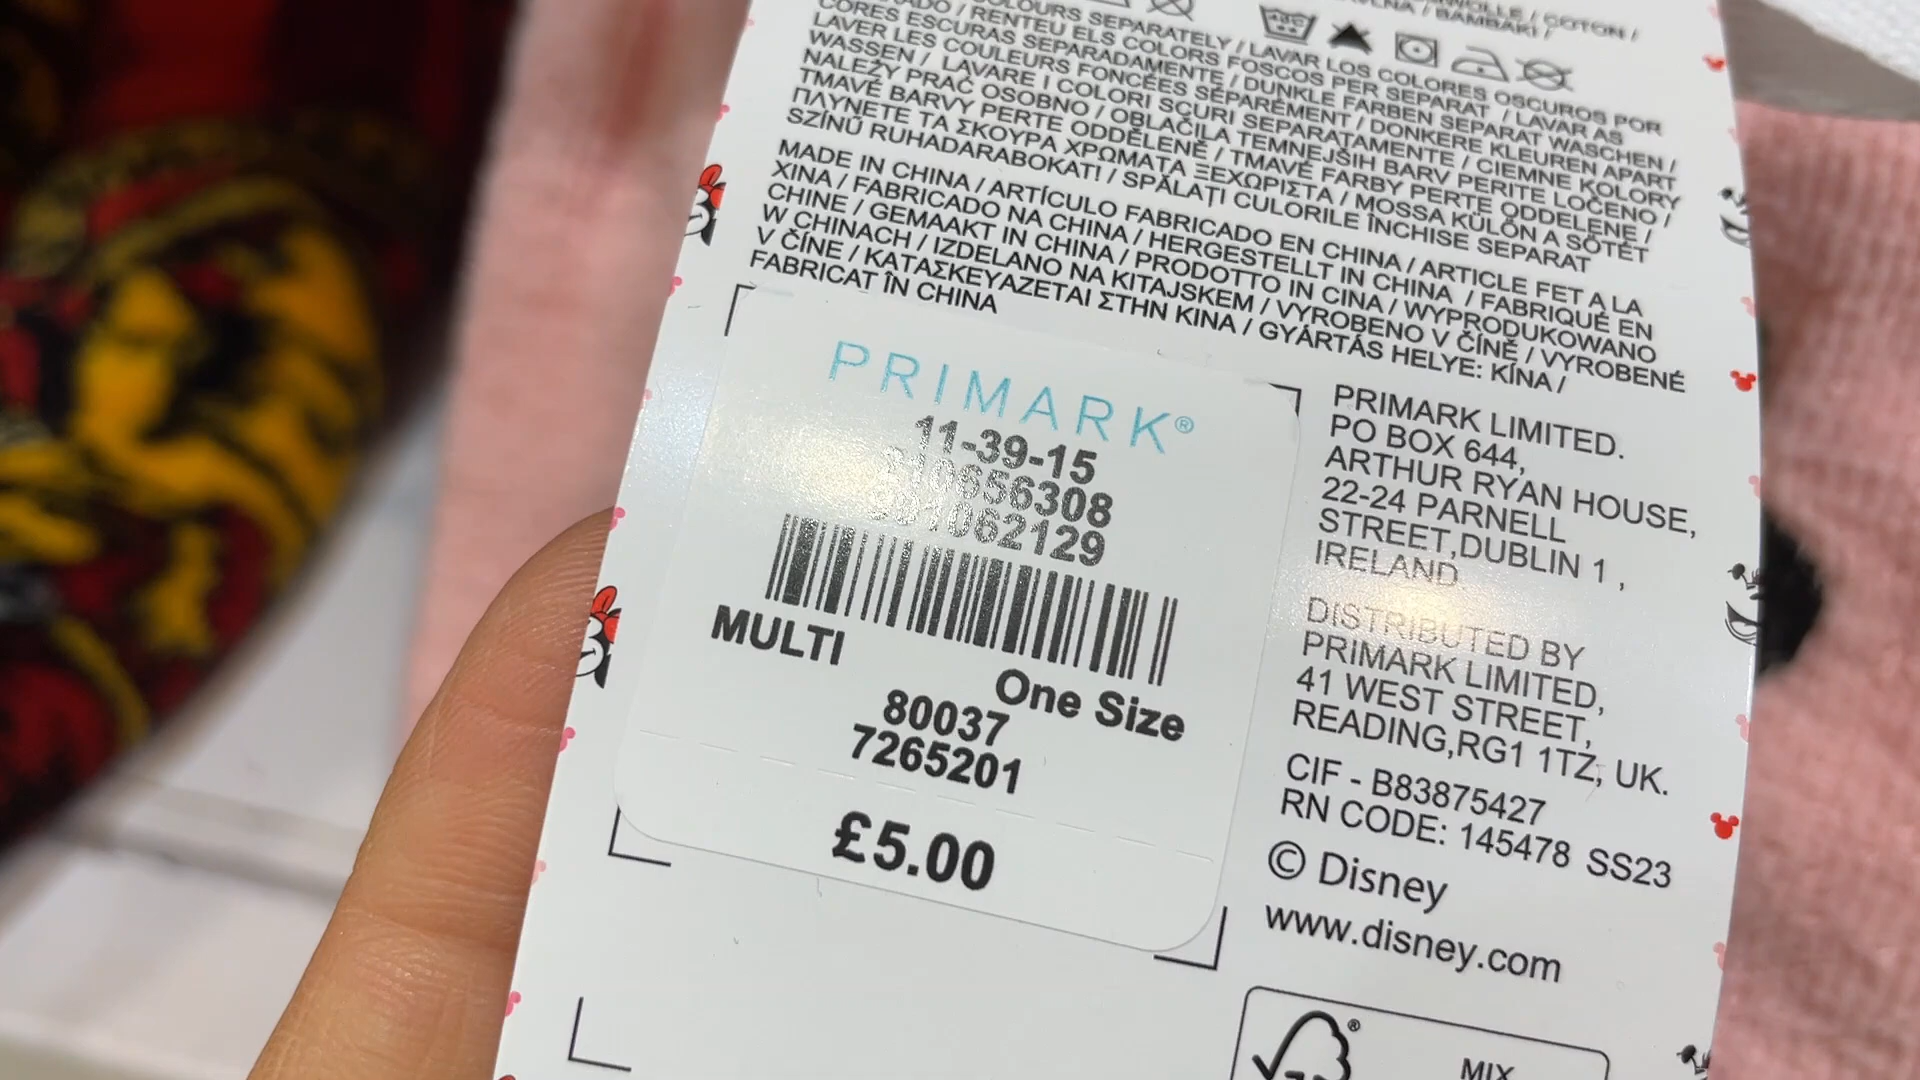 COTON /
BAMBAKI /
COLOURS SEPARATELY / LAVAR LOS COLORES OSCUROS POR
RENTEU ELS COLORS FOSCOS PER SEPARAT / LAVAR AS
CORES ESCURAS SEPARADAMENTE / DUNKLE FARBEN SEPARAT WASCHEN /
LAVER LES COULEURS FONCÉES SÉPARÉMENT / DONKERE KLEUREN APART
WASSEN / LAVARE I COLORI SCURI SEPARATAMENTE / CIEMNE KOLORY
NALEŻY PRAĆ OSOBNO / OBLAČILA TEMNEJŠIH BARV PERITE LOČENO /
TMAVÉ BARVY PERTE ODDĚLENĚ / TMAVÉ FARBY PERTE ODDELENE /
ΠΛΥΝΕΤΕ ΤΑ ΣΚΟΥΡΑ ΧΡΩΜΑΤΑ ΞΕΧΩΡΙΣΤΑ / MOSSA KÜLÖN A SÖTÉT
SZÍNŰ RUHADARABOKAT! / SPĂLAȚI CULORILE ÎNCHISE SEPARAT
MADE IN CHINA / ARTÍCULO FABRICADO EN CHINA / ARTICLE FET A LA
XINA / FABRICADO NA CHINA / HERGESTELLT IN CHINA / FABRIQUÉ EN
CHINE / GEMAAKT IN CHINA / PRODOTTO IN CINA / WYPRODUKOWANO
W CHINACH / IZDELANO NA KITAJSKEM / VYROBENO V ČÍNĚ / VYROBENÉ
V ČÍNE / ΚΑΤΑΣΚΕΥΑΖΕΤΑΙ ΣΤΗΝ ΚΙΝΑ / GYÁRTÁS HELYE: KÍNA /
FABRICAT ÎN CHINA
PRIMARK®
11-39-15
MULTI
One Size
80037
7265201
£5.00
PRIMARK LIMITED.
PO BOX 644,
ARTHUR RYAN HOUSE,
22-24 PARNELL
STREET,DUBLIN 1 ,
IRELAND
DISTRIBUTED BY
PRIMARK LIMITED,
41 WEST STREET,
READING,RG1 1TZ, UK.
CIF - B83875427
RN CODE: 145478 SS23
© Disney
www.disney.com
®
MIX